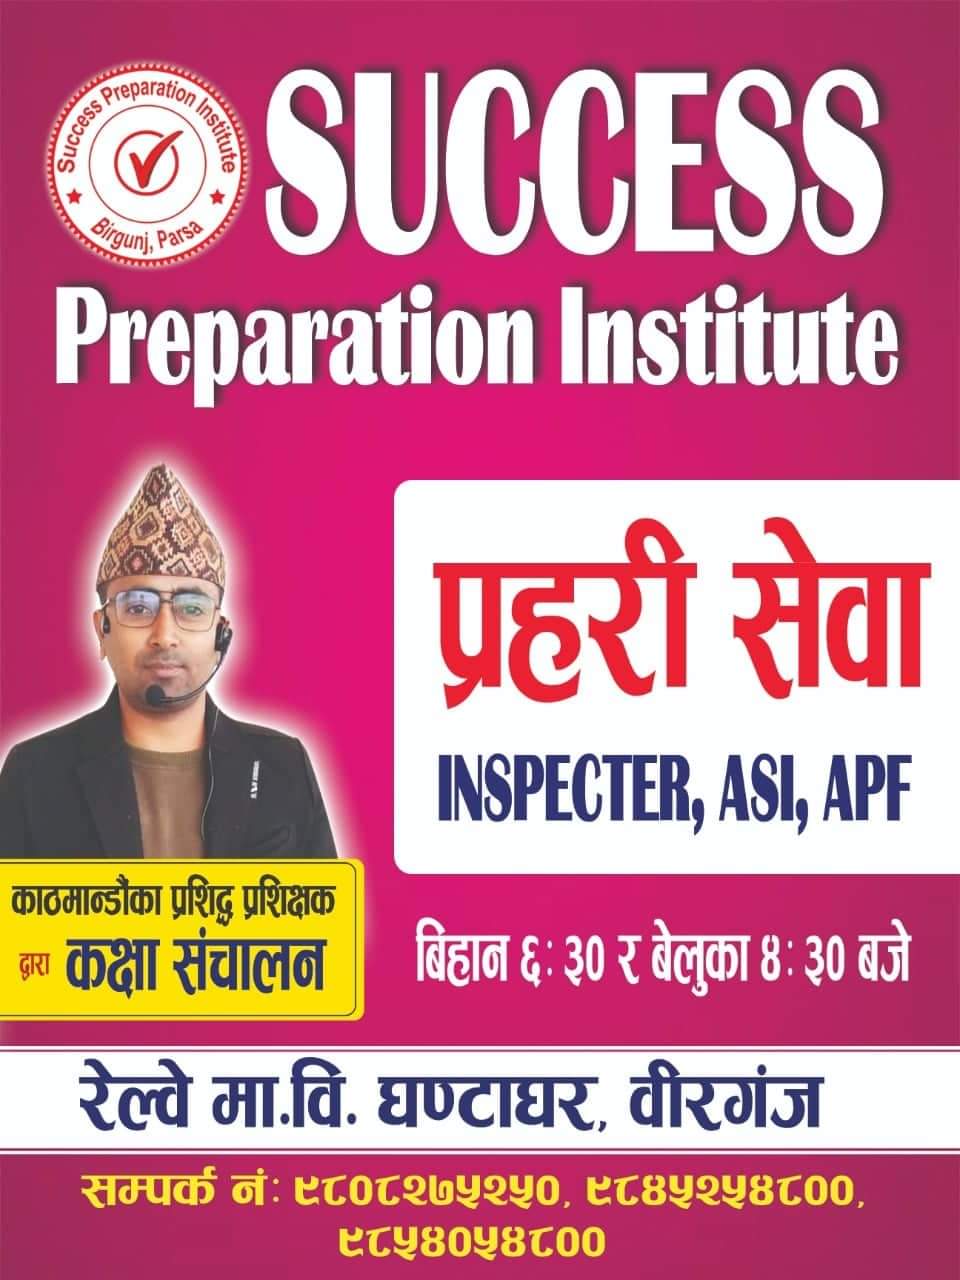 Success Preparation Institute
Birgunj, Parsa
SUCCESS
Preparation Institute
प्रहरी सेवा
INSPECTER, ASI, APF
काठमान्डौंका प्रशिद्ध प्रशिक्षक
द्वारा कक्षा संचालन
बिहान ६:३० र बेलुका ४:३० बजे
रेल्वे मा.वि. घण्टाघर, वीरगंज
सम्पर्क नं: ९८०८२७५२५०, ९८४५२५४८००,
९८५४०५४८००